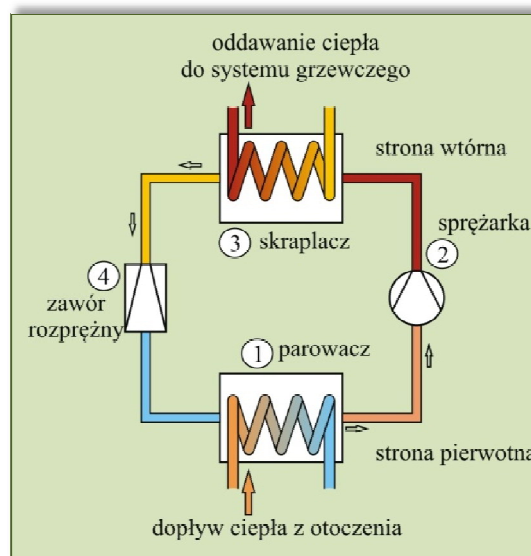 oddawanie ciepła
do systemu grzewczego
strona wtórna
sprężarka
3 skraplacz
2
4
zawór
rozprężny
1 parowacz
strona pierwotna
dopływ ciepła z otoczenia